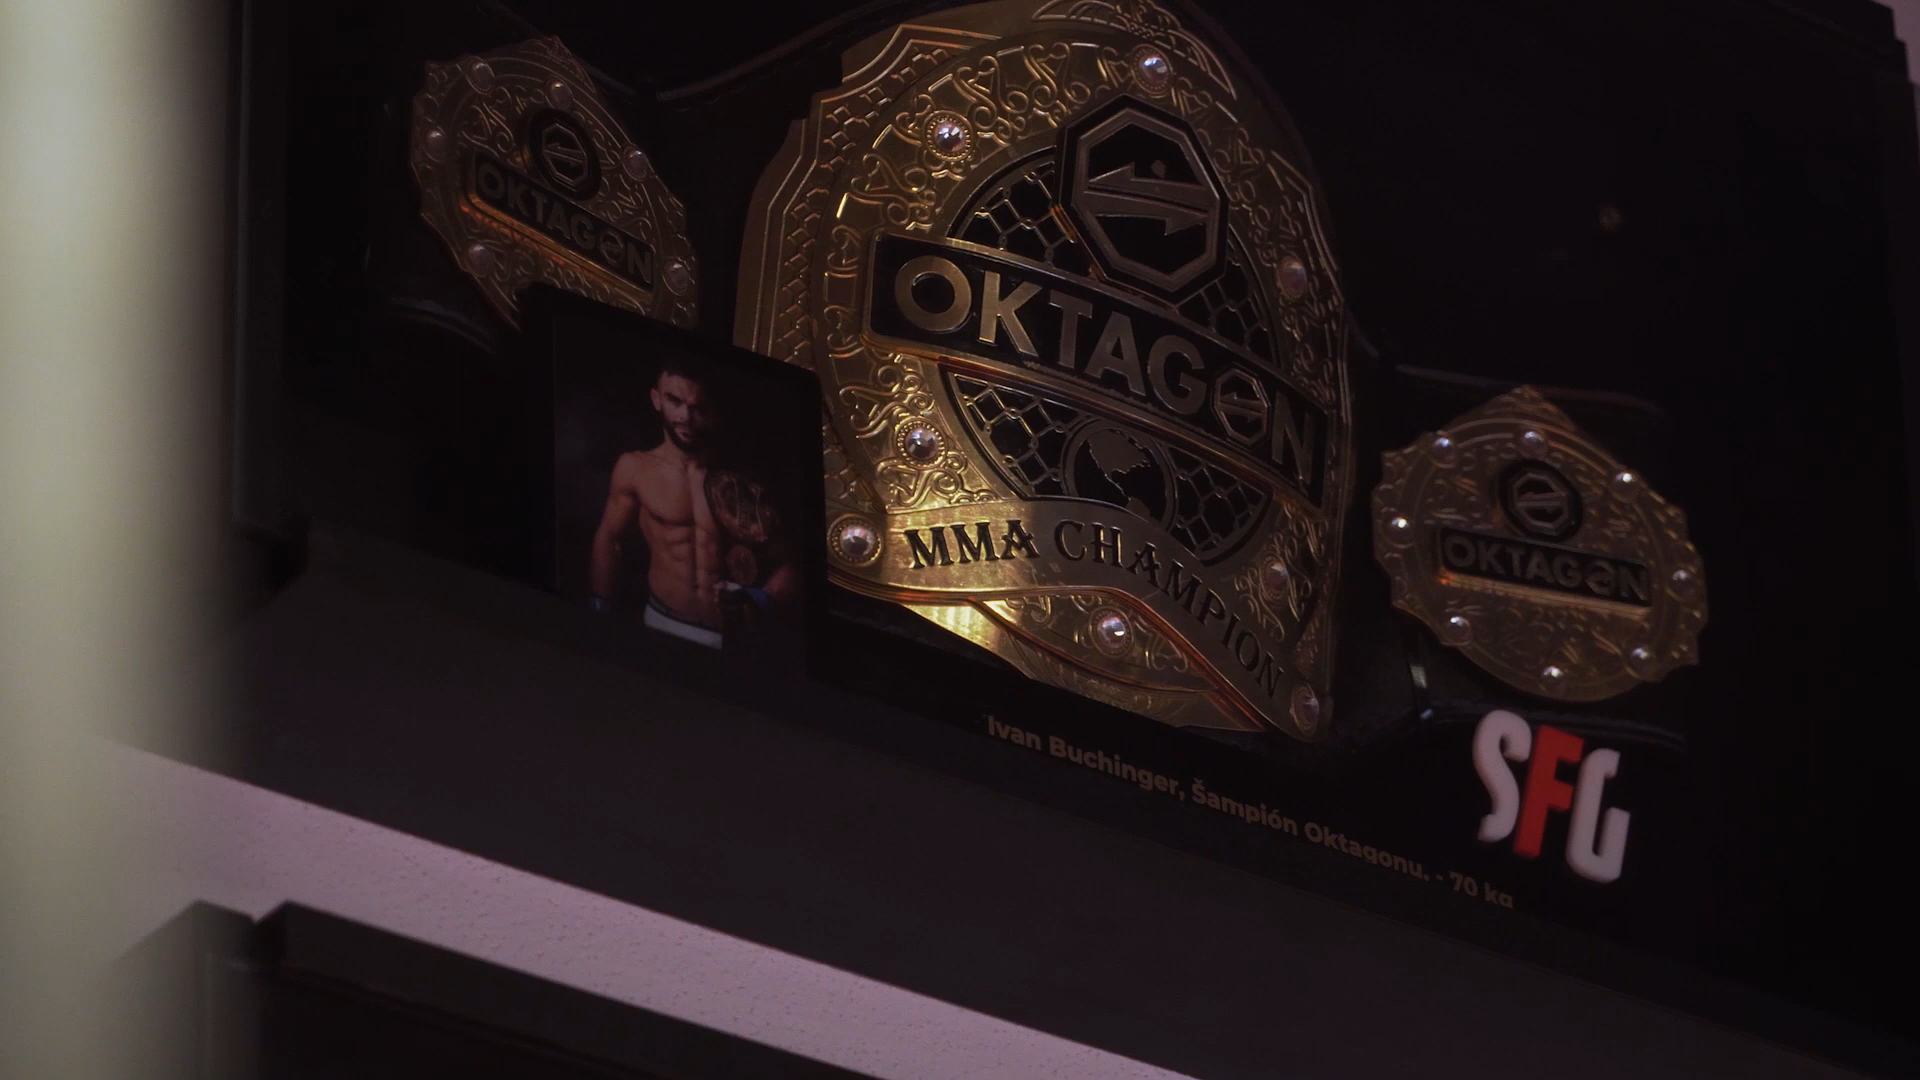 OKTAGON
OKTAGON
MMA CHAMPION
OKTAGON
Ivan Buchinger, Šampión Oktagonu, - 70 kg
SFG